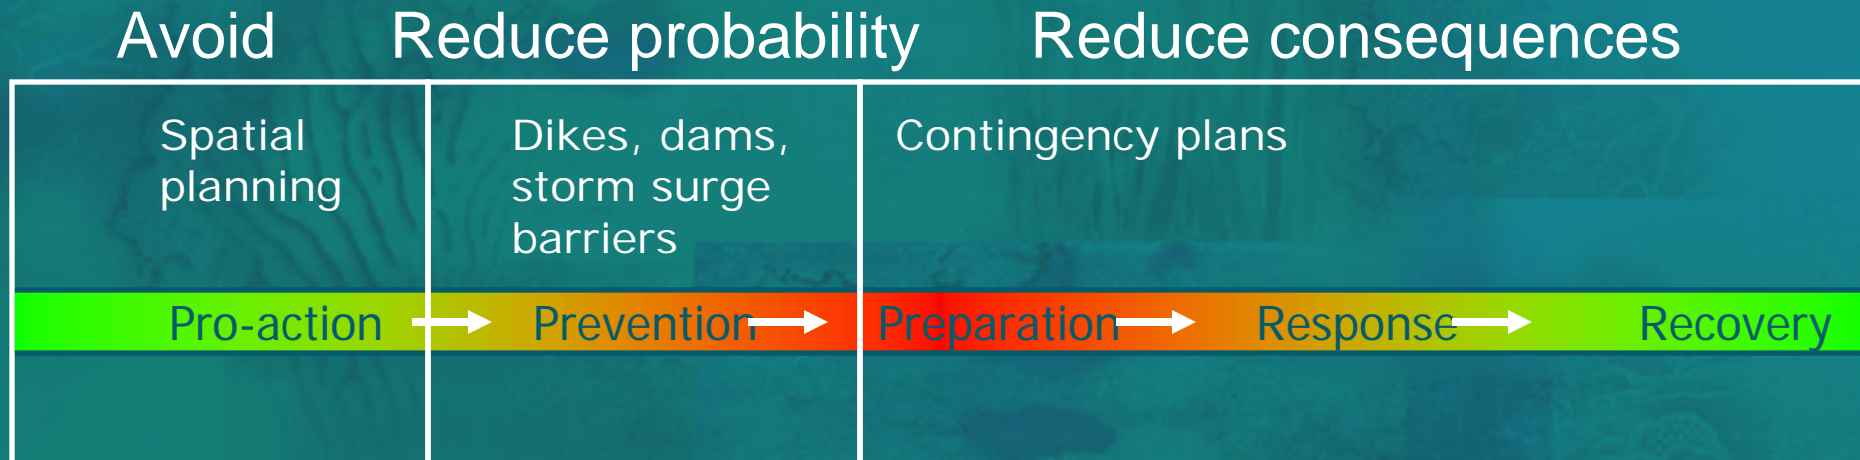 Avoid Reduce probability Reduce consequences
Spatial
planning
Dikes, dams,
storm surge
barriers
Contingency plans
Pro-action Prevention Preparation Response Recovery